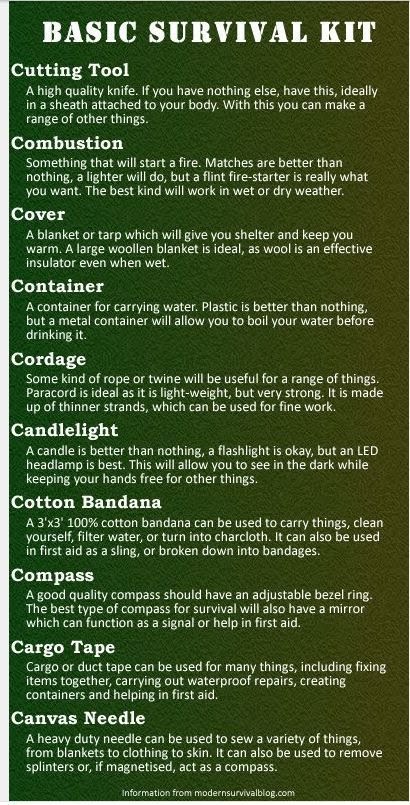 BASIC SURVIVAL KIT
Cutting Tool
A high quality knife. If you have nothing else, have this, ideally
in a sheath attached to your body. With this you can make a
range of other things.
Combustion
Something that will start a fire. Matches are better than
nothing, a lighter will do, but a flint fire-starter is really what
you want. The best kind will work in wet or dry weather.
Cover
A blanket or tarp which will give you shelter and keep you
warm. A large woollen blanket is ideal, as wool is an effective
insulator even when wet.
Container
A container for carrying water. Plastic is better than nothing,
but a metal container will allow you to boil your water before
drinking it.
Cordage
Some kind of rope or twine will be useful for a range of things.
Paracord is ideal as it is light-weight, but very strong. It is made
up of thinner strands, which can be used for fine work.
Candlelight
A candle is better than nothing, a flashlight is okay, but an LED
headlamp is best. This will allow you to see in the dark while
keeping your hands free for other things.
Cotton Bandana
A 3'x3' 100% cotton bandana can be used to carry things, clean
yourself, filter water, or turn into charcloth. It can also be used
in first aid as a sling, or broken down into bandages.
Compass
A good quality compass should have an adjustable bezel ring.
The best type of compass for survival will also have a mirror
which can function as a signal or help in first aid.
Cargo Tape
Cargo or duct tape can be used for many things, including fixing
items together, carrying out waterproof repairs, creating
containers and helping in first aid.
Canvas Needle
A heavy duty needle can be used to sew a variety of things,
from blankets to clothing to skin. It can also be used to remove
splinters or, if magnetised, act as a compass.
Information from modernsurvivalblog.com